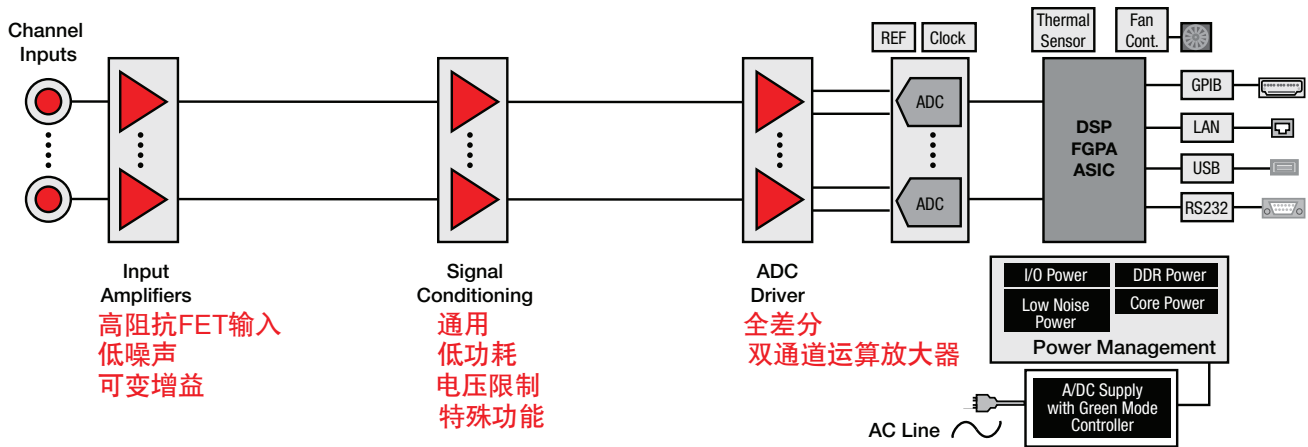 Channel
Inputs
REF
Clock
Thermal
Sensor
Fan
Cont.
ADC
ADC
DSP
FGPA
ASIC
GPIB
LAN
USB
RS232
Input
Amplifiers
高阻抗FET输入
低噪声
可变增益
Signal
Conditioning
通用
低功耗
电压限制
特殊功能
ADC
Driver
全差分
双通道运算放大器
I/O Power
DDR Power
Low Noise
Power
Core Power
Power Management
A/DC Supply
with Green Mode
Controller
AC Line